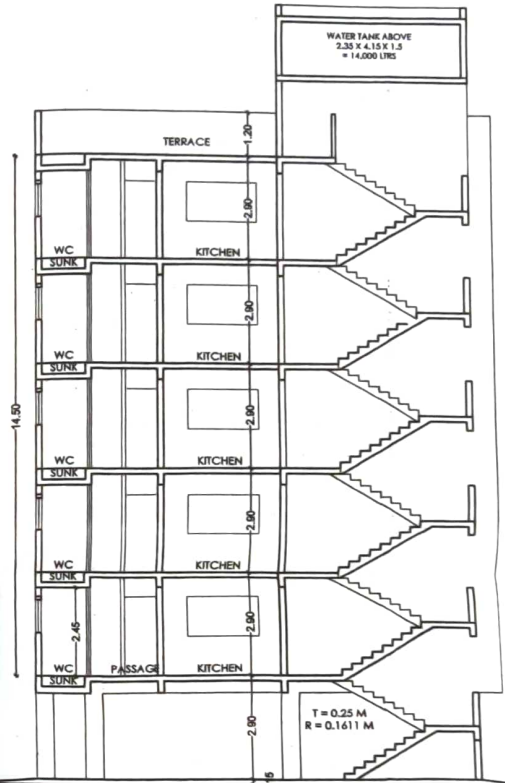 WATER TANK ABOVE
2.35 X 4.15 X 1.5
= 14,000 LTRS
TERRACE
1.20
2.90
WC
KITCHEN
SUNK
2.90
WC
KITCHEN
SUNK
14.50
2.90
WC
KITCHEN
SUNK
2.90
WC
KITCHEN
SUNK
2.45
2.90
WC
PASSAGE
KITCHEN
SUNK
T = 0.25 M
R = 0.1611 M
2.90